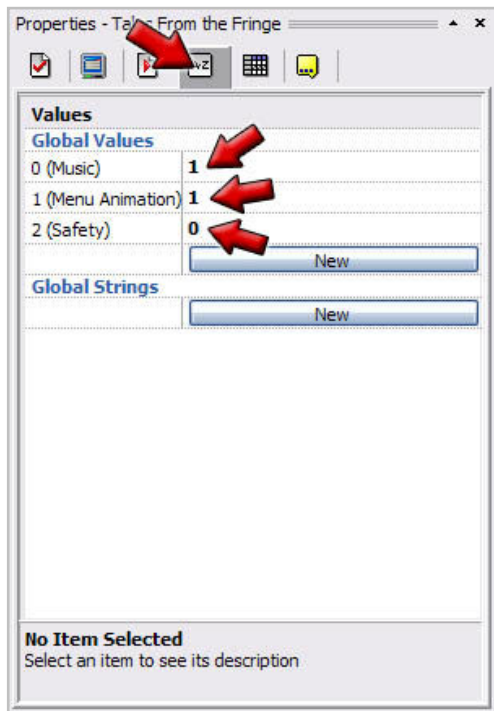 Properties - Tales From the Fringe
Values
Global Values
0 (Music) 1
1 (Menu Animation) 1
2 (Safety) 0
New
Global Strings
New
No Item Selected
Select an item to see its description